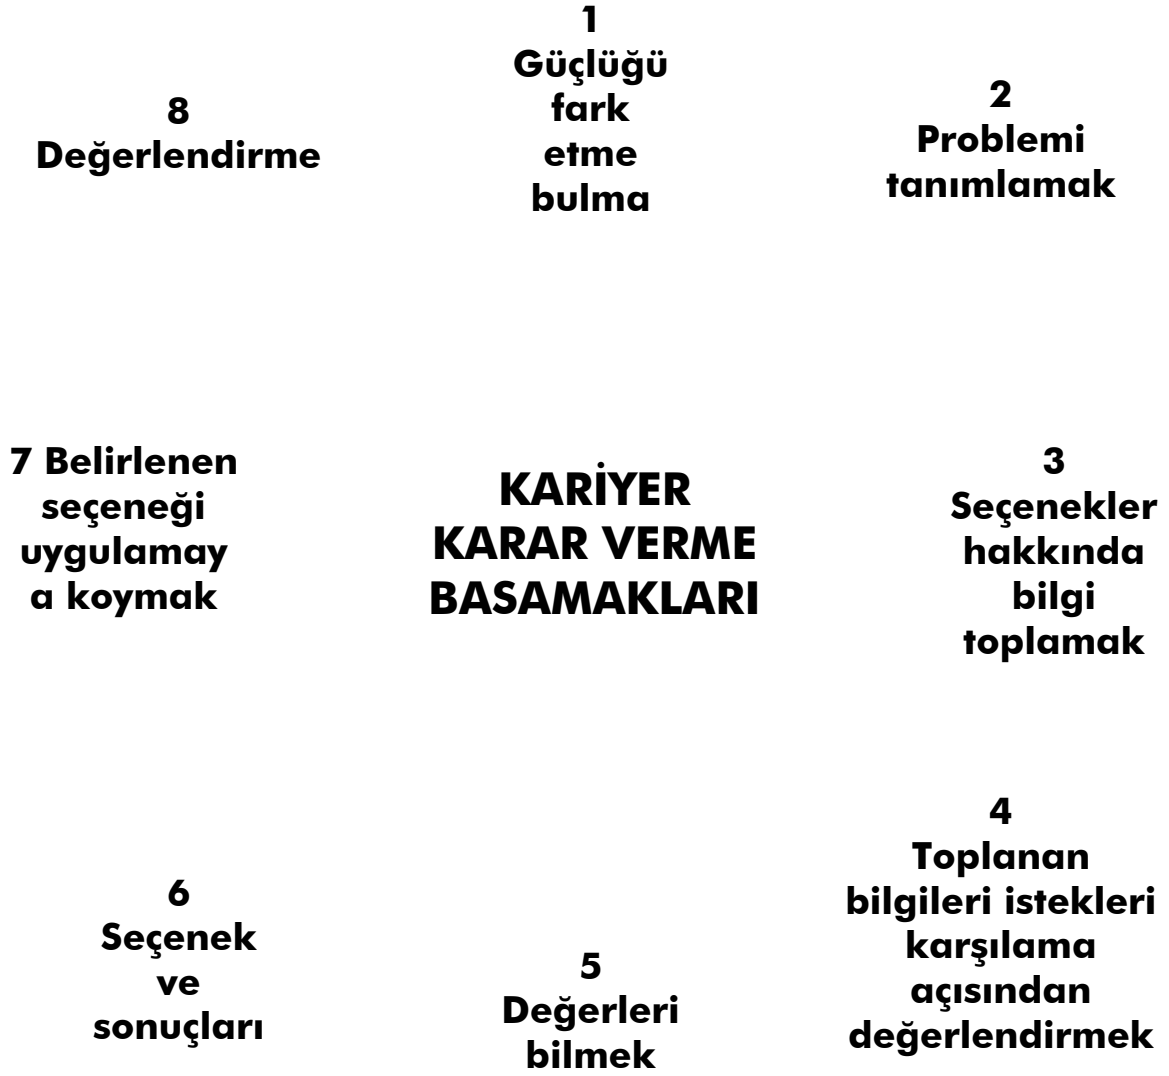 1
Güçlüğü
fark
etme
bulma
2
Problemi
tanımlamak
3
Seçenekler
hakkında
bilgi
toplamak
4
Toplanan
bilgileri istekleri
karşılama
açısından
değerlendirmek
5
Değerleri
bilmek
6
Seçenek
ve
sonuçları
7 Belirlenen
seçeneği
uygulamay
a koymak
8
Değerlendirme
KARİYER
KARAR VERME
BASAMAKLARI